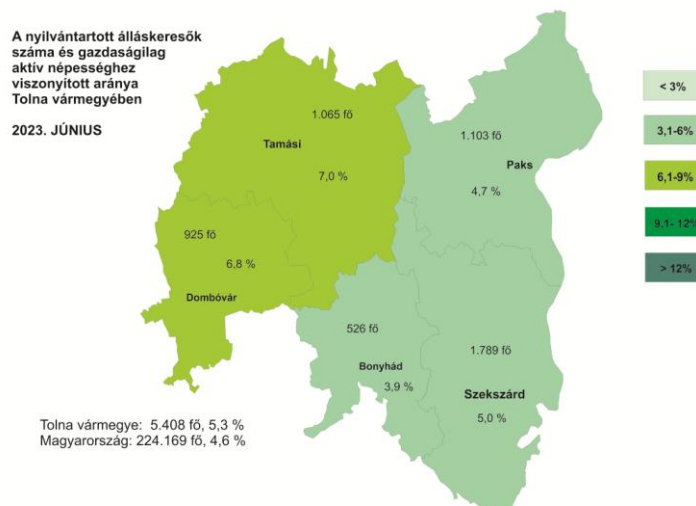 A nyilvántartott álláskeresők
száma és gazdaságilag
aktív népességhez
viszonyított aránya
Tolna vármegyében
2023. JÚNIUS
1.065 fő
Tamási
7,0 %
1.103 fő
Paks
4,7 %
925 fő
6,8 %
Dombóvár
526 fő
Bonyhád
3,9 %
1.789 fő
Szekszárd
5,0 %
< 3%
3,1-6%
6,1-9%
9,1- 12%
> 12%
Tolna vármegye: 5.408 fő, 5,3 %
Magyarország: 224.169 fő, 4,6 %